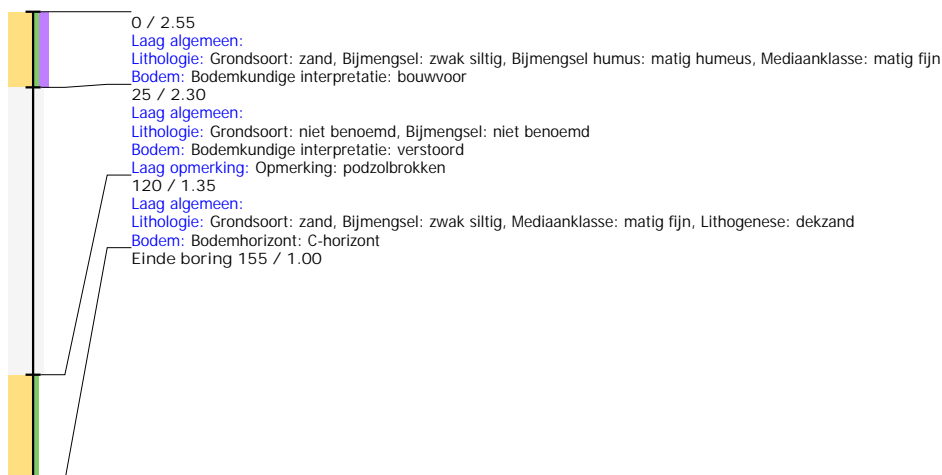 0 / 2.55
Laag algemeen:
Lithologie: Grondsoort: zand, Bijmengsel: zwak siltig, Bijmengsel humus: matig humeus, Mediaanklasse: matig fijn
Bodem: Bodemkundige interpretatie: bouwvoor
25 / 2.30
Laag algemeen:
Lithologie: Grondsoort: niet benoemd, Bijmengsel: niet benoemd
Bodem: Bodemkundige interpretatie: verstoord
Laag opmerking: Opmerking: podzolbrokken
120 / 1.35
Laag algemeen:
Lithologie: Grondsoort: zand, Bijmengsel: zwak siltig, Mediaanklasse: matig fijn, Lithogenese: dekzand
Bodem: Bodemhorizont: C-horizont
Einde boring 155 / 1.00